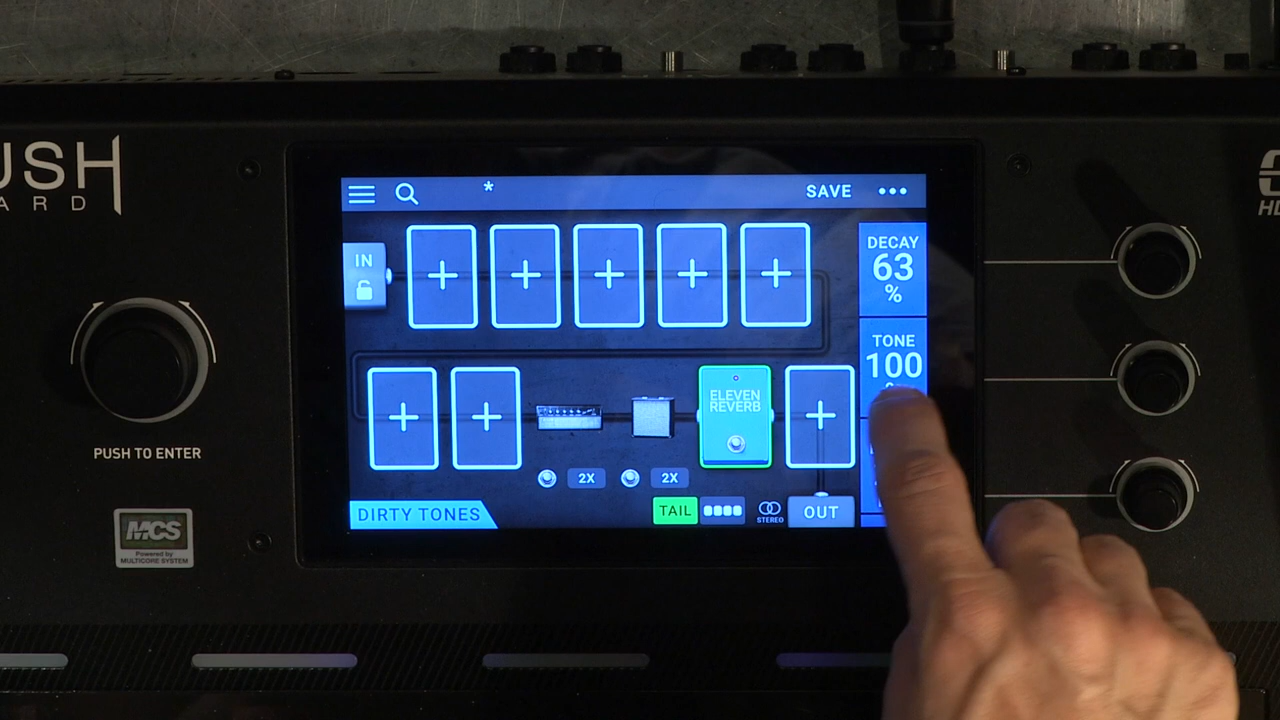 USH
ARD
PUSH TO ENTER
MCS
Powered by
MULTICORE SYSTEM
*
SAVE
IN
DECAY
63
%
TONE
100
ELEVEN
REVERB
2X
2X
DIRTY TONES
TAIL
STEREO
OUT